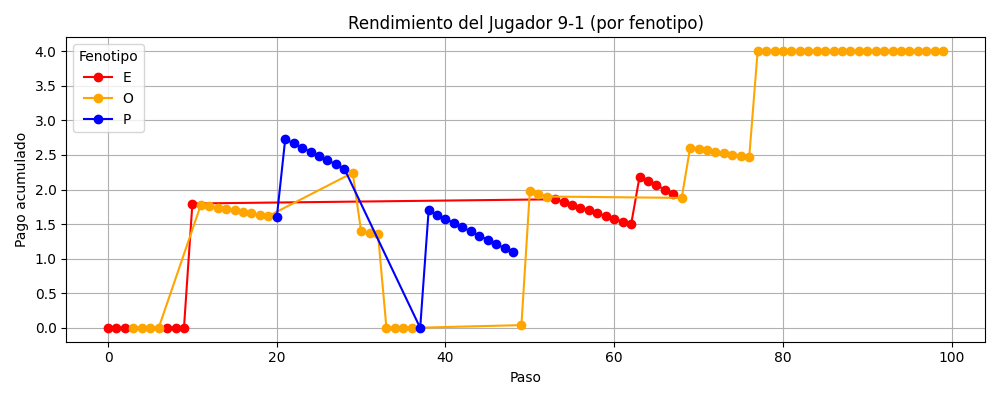 Rendimiento del Jugador 9-1 (por fenotipo)
Fenotipo
E
O
P
Pago acumulado
4.0
3.5
3.0
2.5
2.0
1.5
1.0
0.5
0.0
0 20 40 60 80 100
Paso